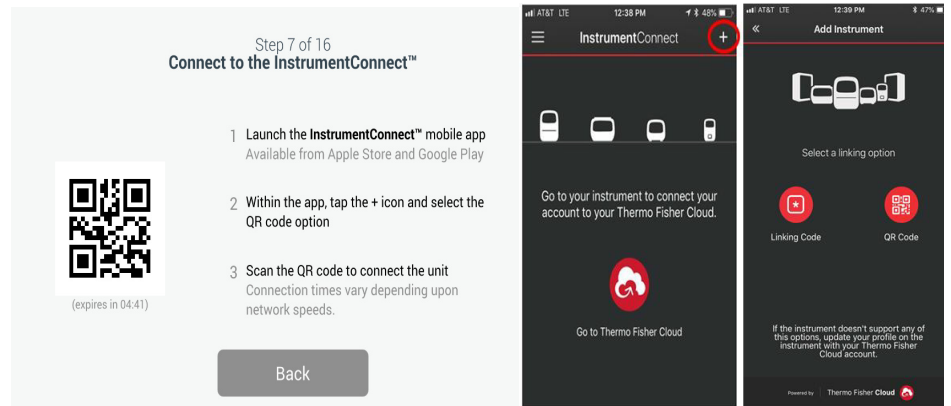 Step 7 of 16
Connect to the InstrumentConnect™
1 Launch the InstrumentConnect™ mobile app
Available from Apple Store and Google Play
2 Within the app, tap the + icon and select the
QR code option
3 Scan the QR code to connect the unit
Connection times vary depending upon
network speeds.
(expires in 04:41)
Back
AT&T LTE 12:38 PM 48%
InstrumentConnect +
Go to your instrument to connect your
account to your Thermo Fisher Cloud.
Go to Thermo Fisher Cloud
AT&T LTE 12:39 PM 47%
« Add Instrument
Select a linking option
Linking Code QR Code
If the instrument doesn't support any of
this options, update your profile on the
instrument with your Thermo Fisher
Cloud account.
Powered by Thermo Fisher Cloud